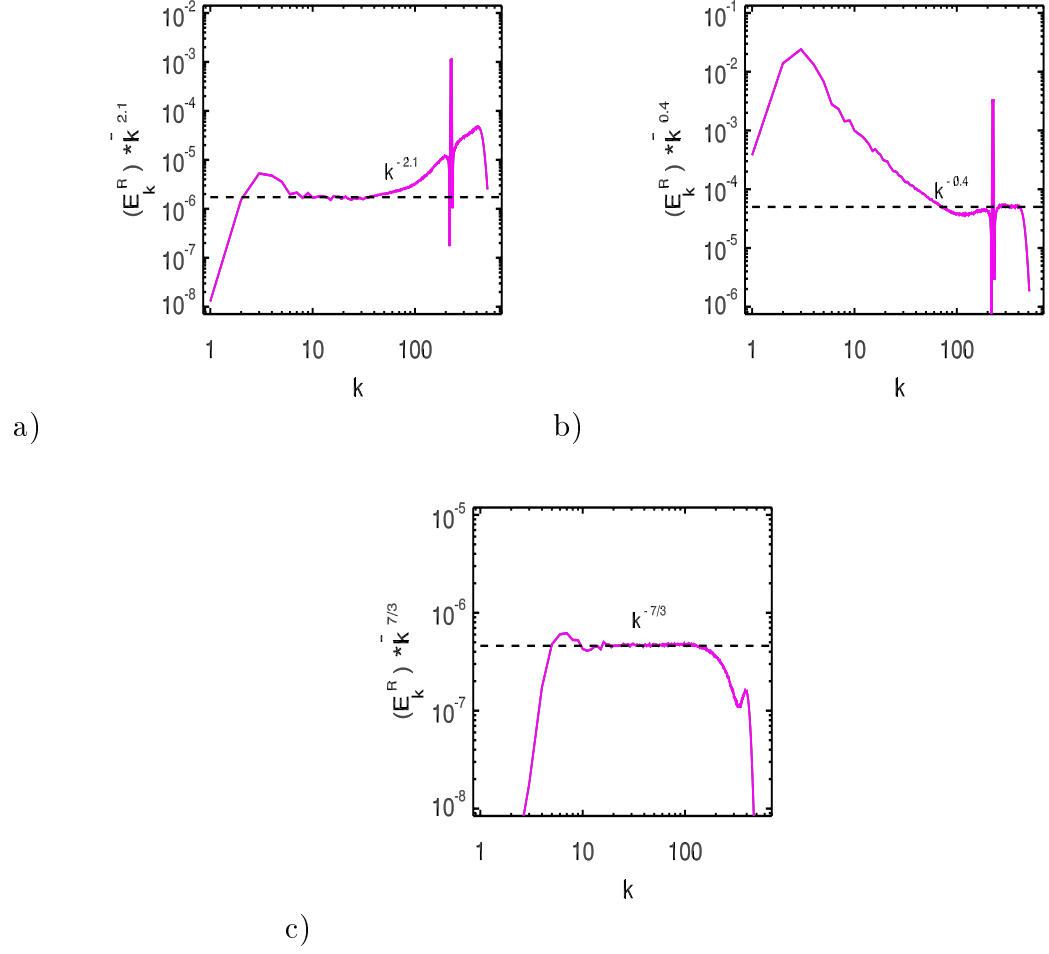 10^-2
10^-1
10^-3
10^-4
10^-5
10^-6
10^-7
10^-8
(E_k^R) *k^- 2.1
k^-2.1
1 10 100
k
a)
10^-2
10^-3
10^-4
10^-5
10^-6
(E_k^R) *k^- 0.4
k^-0.4
1 10 100
k
b)
10^-5
10^-6
10^-7
10^-8
(E_k^R) *k^- 7/3
k^-7/3
1 10 100
k
c)